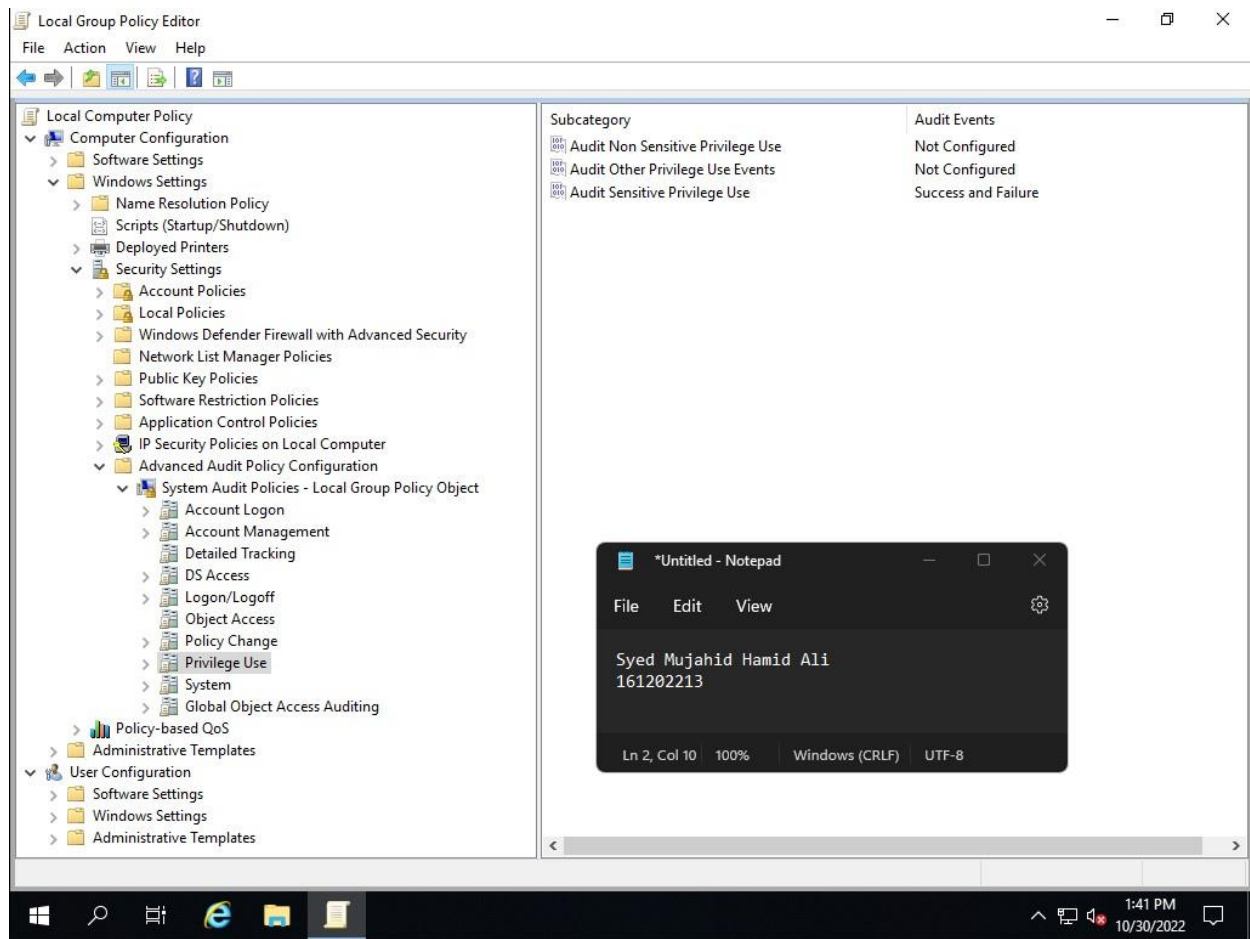 Local Group Policy Editor
File Action View Help
Local Computer Policy
Computer Configuration
Software Settings
Windows Settings
Name Resolution Policy
Scripts (Startup/Shutdown)
Deployed Printers
Security Settings
Account Policies
Local Policies
Windows Defender Firewall with Advanced Security
Network List Manager Policies
Public Key Policies
Software Restriction Policies
Application Control Policies
IP Security Policies on Local Computer
Advanced Audit Policy Configuration
System Audit Policies - Local Group Policy Object
Account Logon
Account Management
Detailed Tracking
DS Access
Logon/Logoff
Object Access
Policy Change
Privilege Use
System
Global Object Access Auditing
Policy-based QoS
Administrative Templates
User Configuration
Software Settings
Windows Settings
Administrative Templates
Subcategory Audit Events
Audit Non Sensitive Privilege Use Not Configured
Audit Other Privilege Use Events Not Configured
Audit Sensitive Privilege Use Success and Failure
*Untitled - Notepad
File Edit View
Syed Mujahid Hamid Ali
161202213
Ln 2, Col 10 100% Windows (CRLF) UTF-8
1:41 PM
10/30/2022